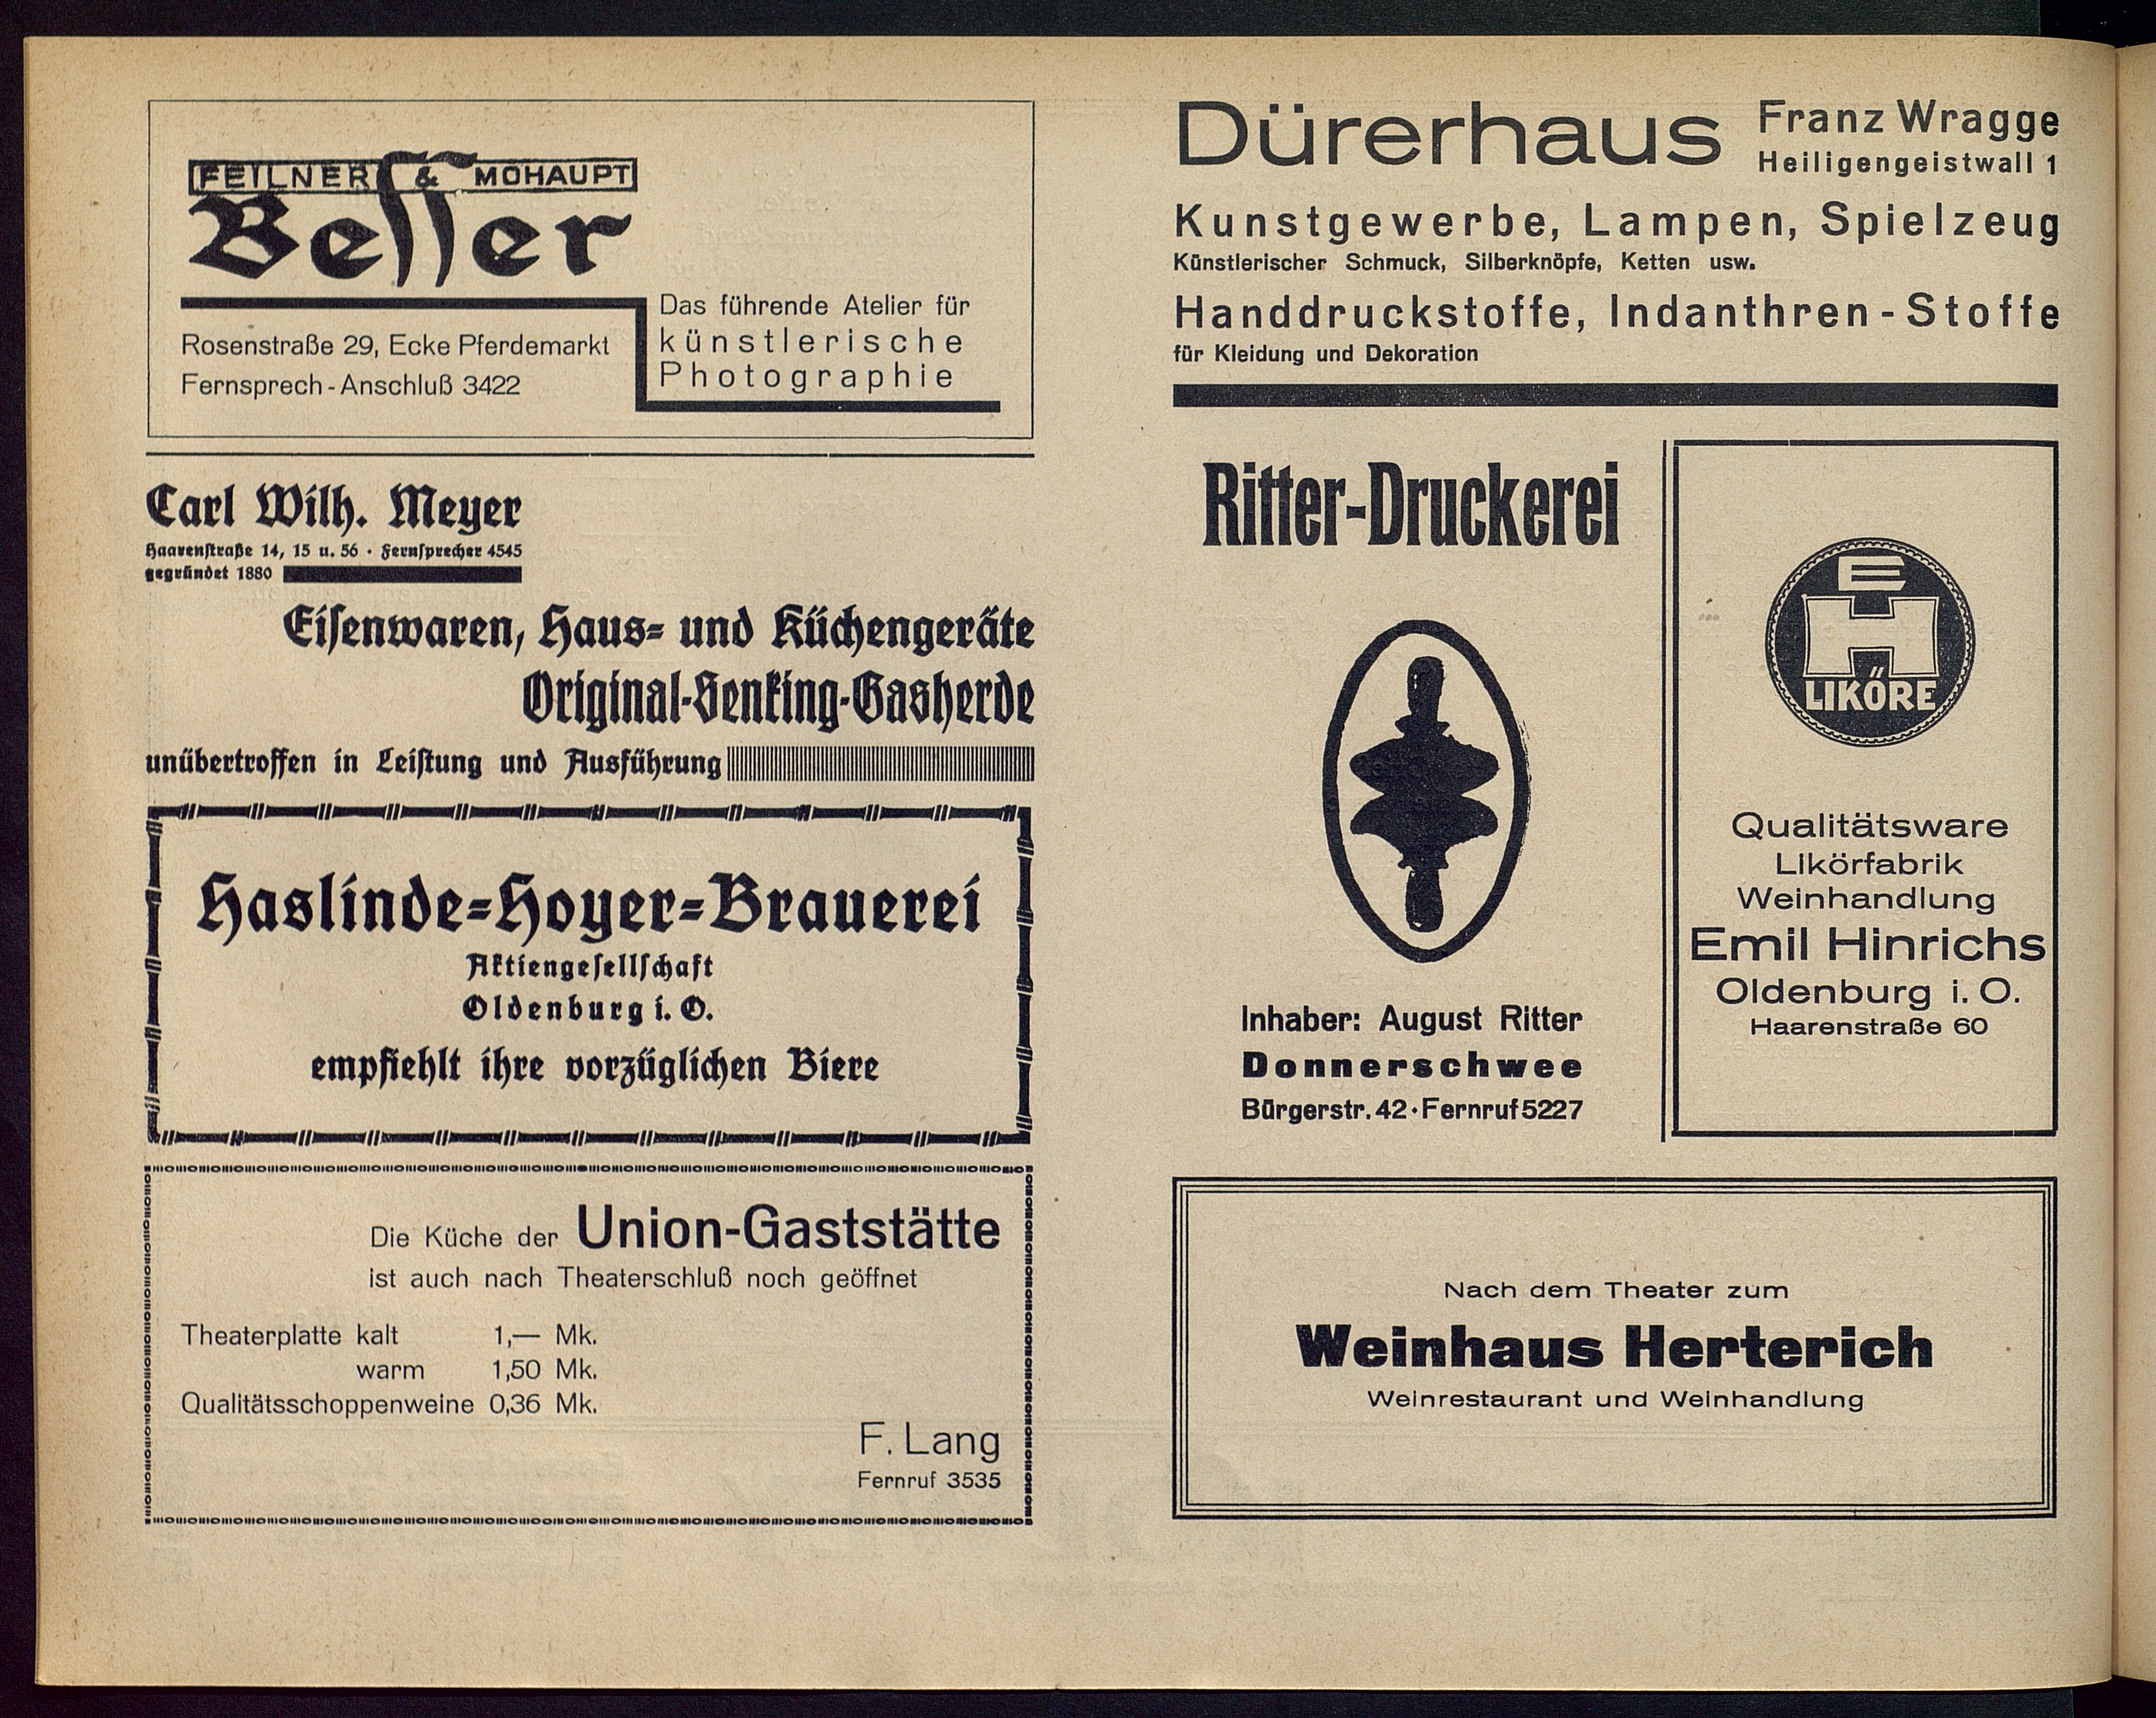 FEILNER & MOHAUPT
Besser
Rosenstraße 29, Ecke Pferdemarkt
Fernsprech-Anschluß 3422
Das führende Atelier für
künstlerische
Photographie
Carl Wilh. Meyer
Haarenstraße 14, 15 u. 56 · Fernsprecher 4545
gegründet 1880
Eisenwaren, Haus- und Küchengeräte
Original-Senking-Gasherde
unübertroffen in Leistung und Ausführung
Haslinde-Hoyer-Brauerei
Aktiengesellschaft
Oldenburg i. O.
empfiehlt ihre vorzüglichen Biere
Die Küche der Union-Gaststätte
ist auch nach Theaterschluß noch geöffnet
Theaterplatte kalt 1,— Mk.
warm 1,50 Mk.
Qualitätsschoppenweine 0,36 Mk.
F. Lang
Fernruf 3535
Dürerhaus Franz Wragge
Heiligengeistwall 1
Kunstgewerbe, Lampen, Spielzeug
Künstlerischer Schmuck, Silberknöpfe, Ketten usw.
Handdruckstoffe, Indanthren-Stoffe
für Kleidung und Dekoration
Ritter-Druckerei
Inhaber: August Ritter
Donnerschwee
Bürgerstr. 42 · Fernruf 5227
E
H
LIKÖRE
Qualitätsware
Likörfabrik
Weinhandlung
Emil Hinrichs
Oldenburg i. O.
Haarenstraße 60
Nach dem Theater zum
Weinhaus Herterich
Weinrestaurant und Weinhandlung